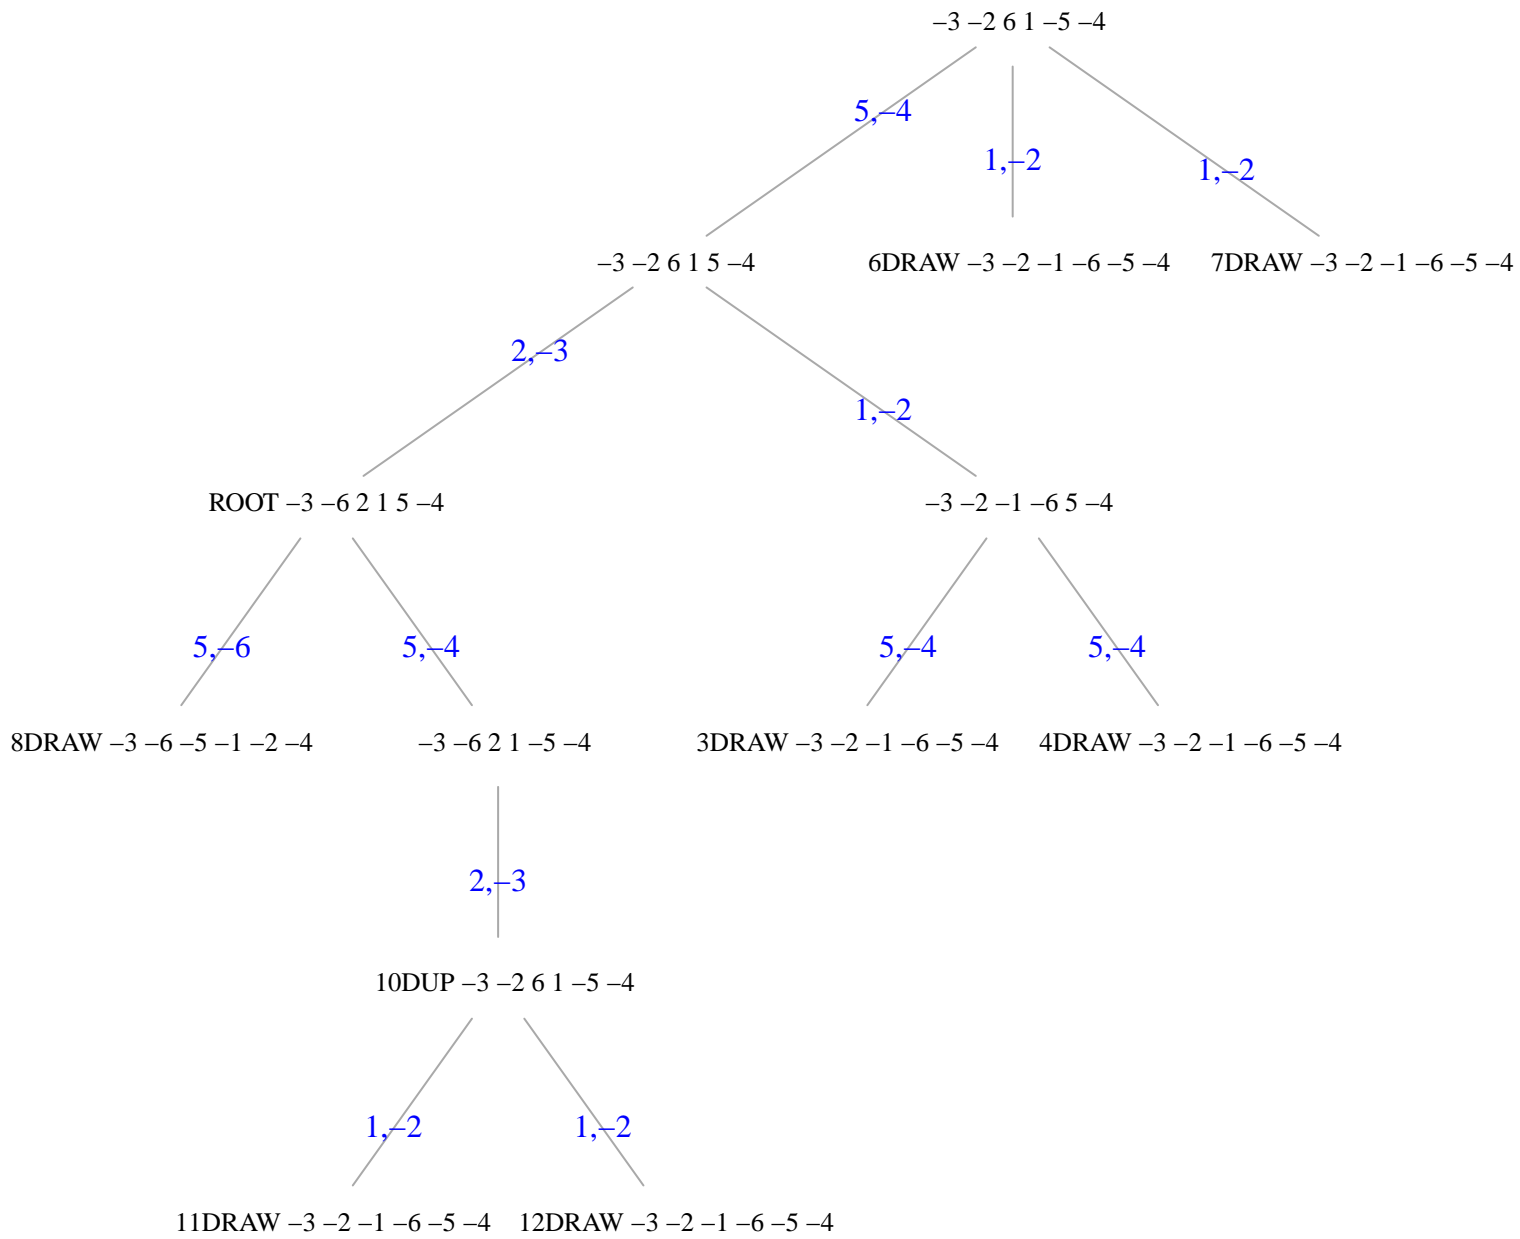 –3 –2 6 1 –5 –4
5,–4
1,–2
1,–2
–3 –2 6 1 5 –4
6DRAW –3 –2 –1 –6 –5 –4
7DRAW –3 –2 –1 –6 –5 –4
2,–3
1,–2
ROOT –3 –6 2 1 5 –4
–3 –2 –1 –6 5 –4
5,–6
5,–4
5,–4
5,–4
8DRAW –3 –6 –5 –1 –2 –4
–3 –6 2 1 –5 –4
3DRAW –3 –2 –1 –6 –5 –4
4DRAW –3 –2 –1 –6 –5 –4
2,–3
10DUP –3 –2 6 1 –5 –4
1,–2
1,–2
11DRAW –3 –2 –1 –6 –5 –4
12DRAW –3 –2 –1 –6 –5 –4